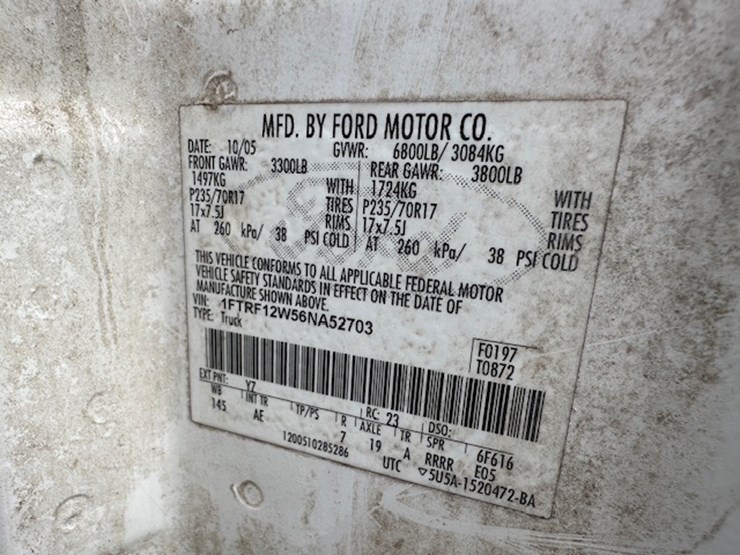 MFD. BY FORD MOTOR CO.
DATE: 10/05 GVWR: 6800LB/ 3084KG
FRONT GAWR: 3300LB REAR GAWR: 3800LB
1497KG WITH 1724KG WITH
P235/70R17 TIRES P235/70R17 TIRES
17x7.5J RIMS 17x7.5J RIMS
AT 260 kPa/ 38 PSI COLD AT 260 kPa/ 38 PSI COLD
THIS VEHICLE CONFORMS TO ALL APPLICABLE FEDERAL MOTOR
VEHICLE SAFETY STANDARDS IN EFFECT ON THE DATE OF
MANUFACTURE SHOWN ABOVE.
VIN: 1FTRF12W56NA52703
TYPE: Truck
F0197
T0872
EXT PNT: YZ RC: 23 DSO:
WB INT TR TP/PS R AXLE TR SPR 6F616
145 AE 7 19 A RRRR E05
1200510285286 UTC ▽5U5A-1520472-BA